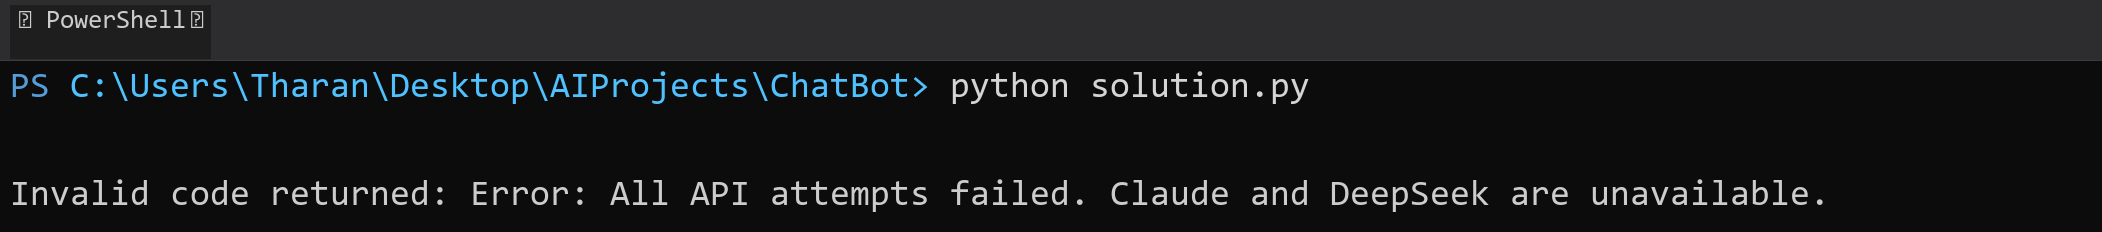 PowerShell
PS C:\Users\Tharan\Desktop\AIProjects\ChatBot> python solution.py
Invalid code returned: Error: All API attempts failed. Claude and DeepSeek are unavailable.